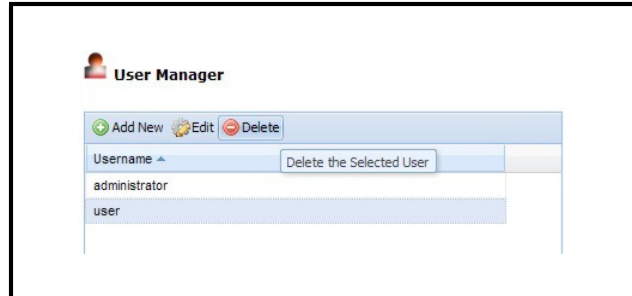 User Manager
Add New Edit Delete
Username
Delete the Selected User
administrator
user